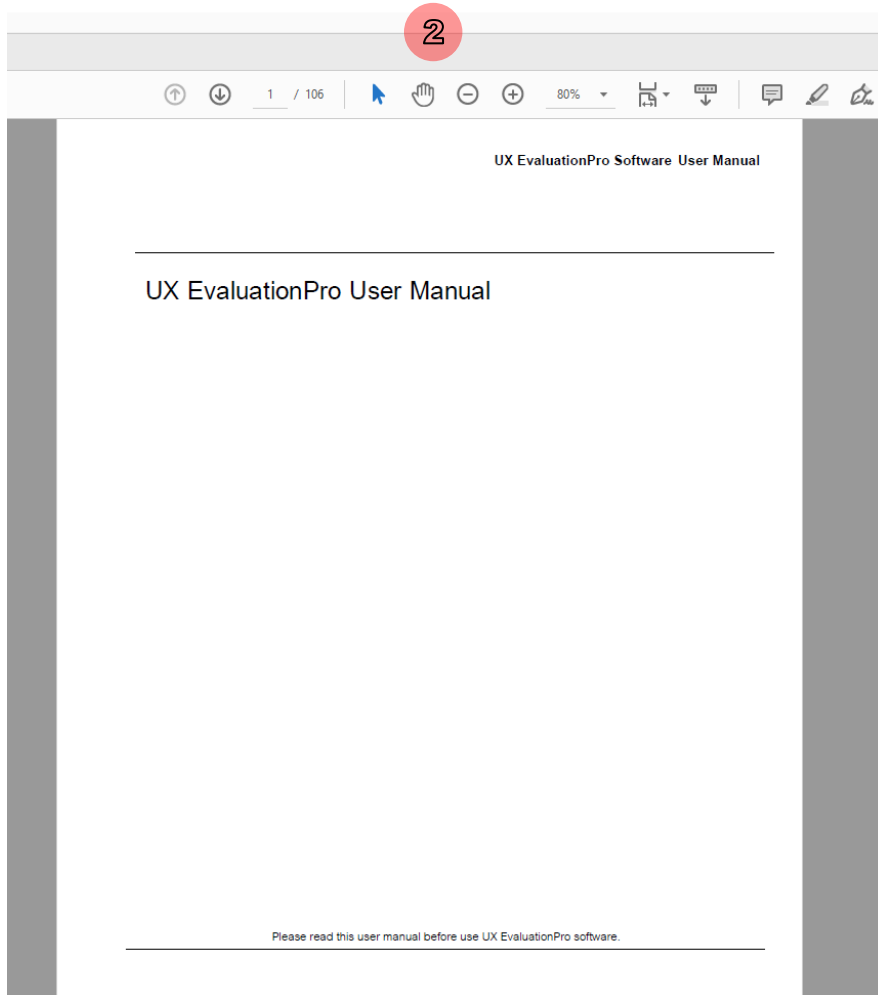 2
1 / 106 80%
UX EvaluationPro Software User Manual
UX EvaluationPro User Manual
Please read this user manual before use UX EvaluationPro software.